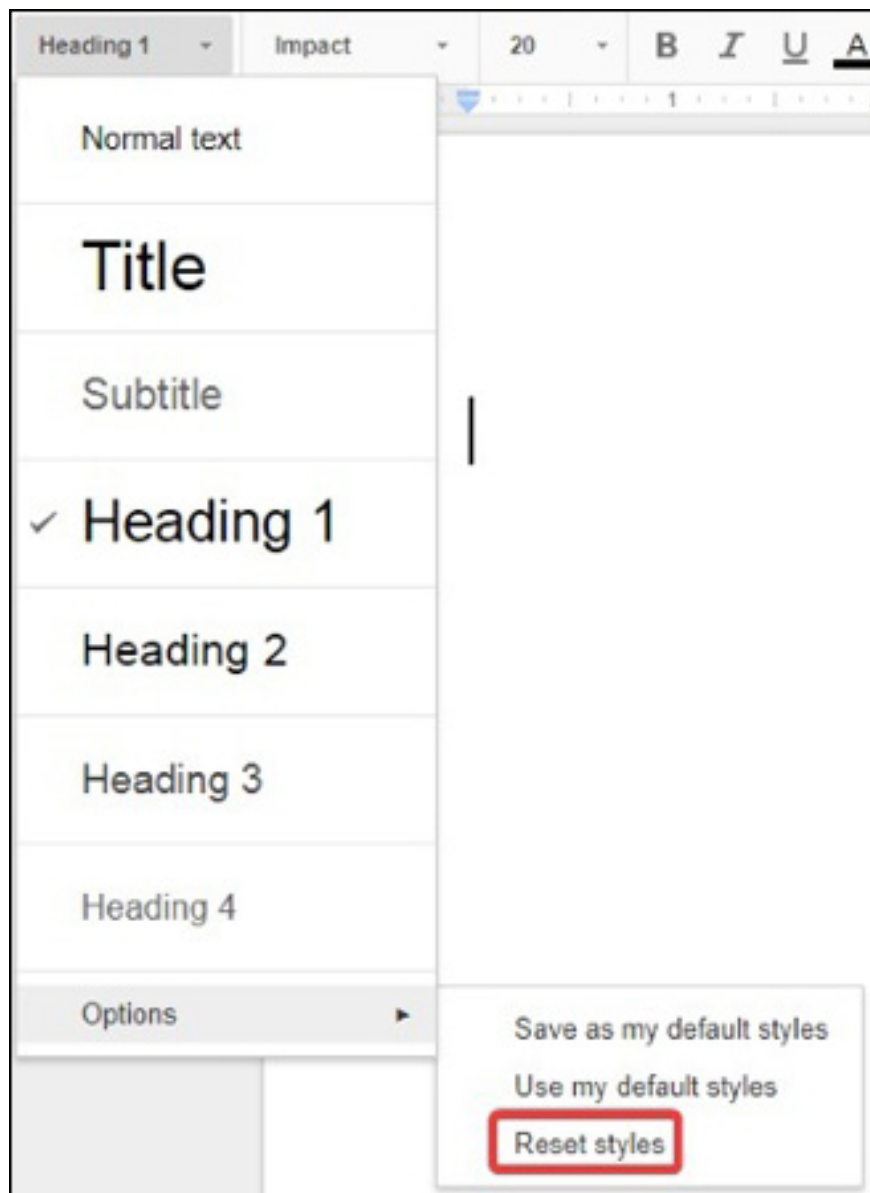 Heading 1 Impact 20 B I U A
1
Normal text
Title
Subtitle
Heading 1
Heading 2
Heading 3
Heading 4
Options
Save as my default styles
Use my default styles
Reset styles